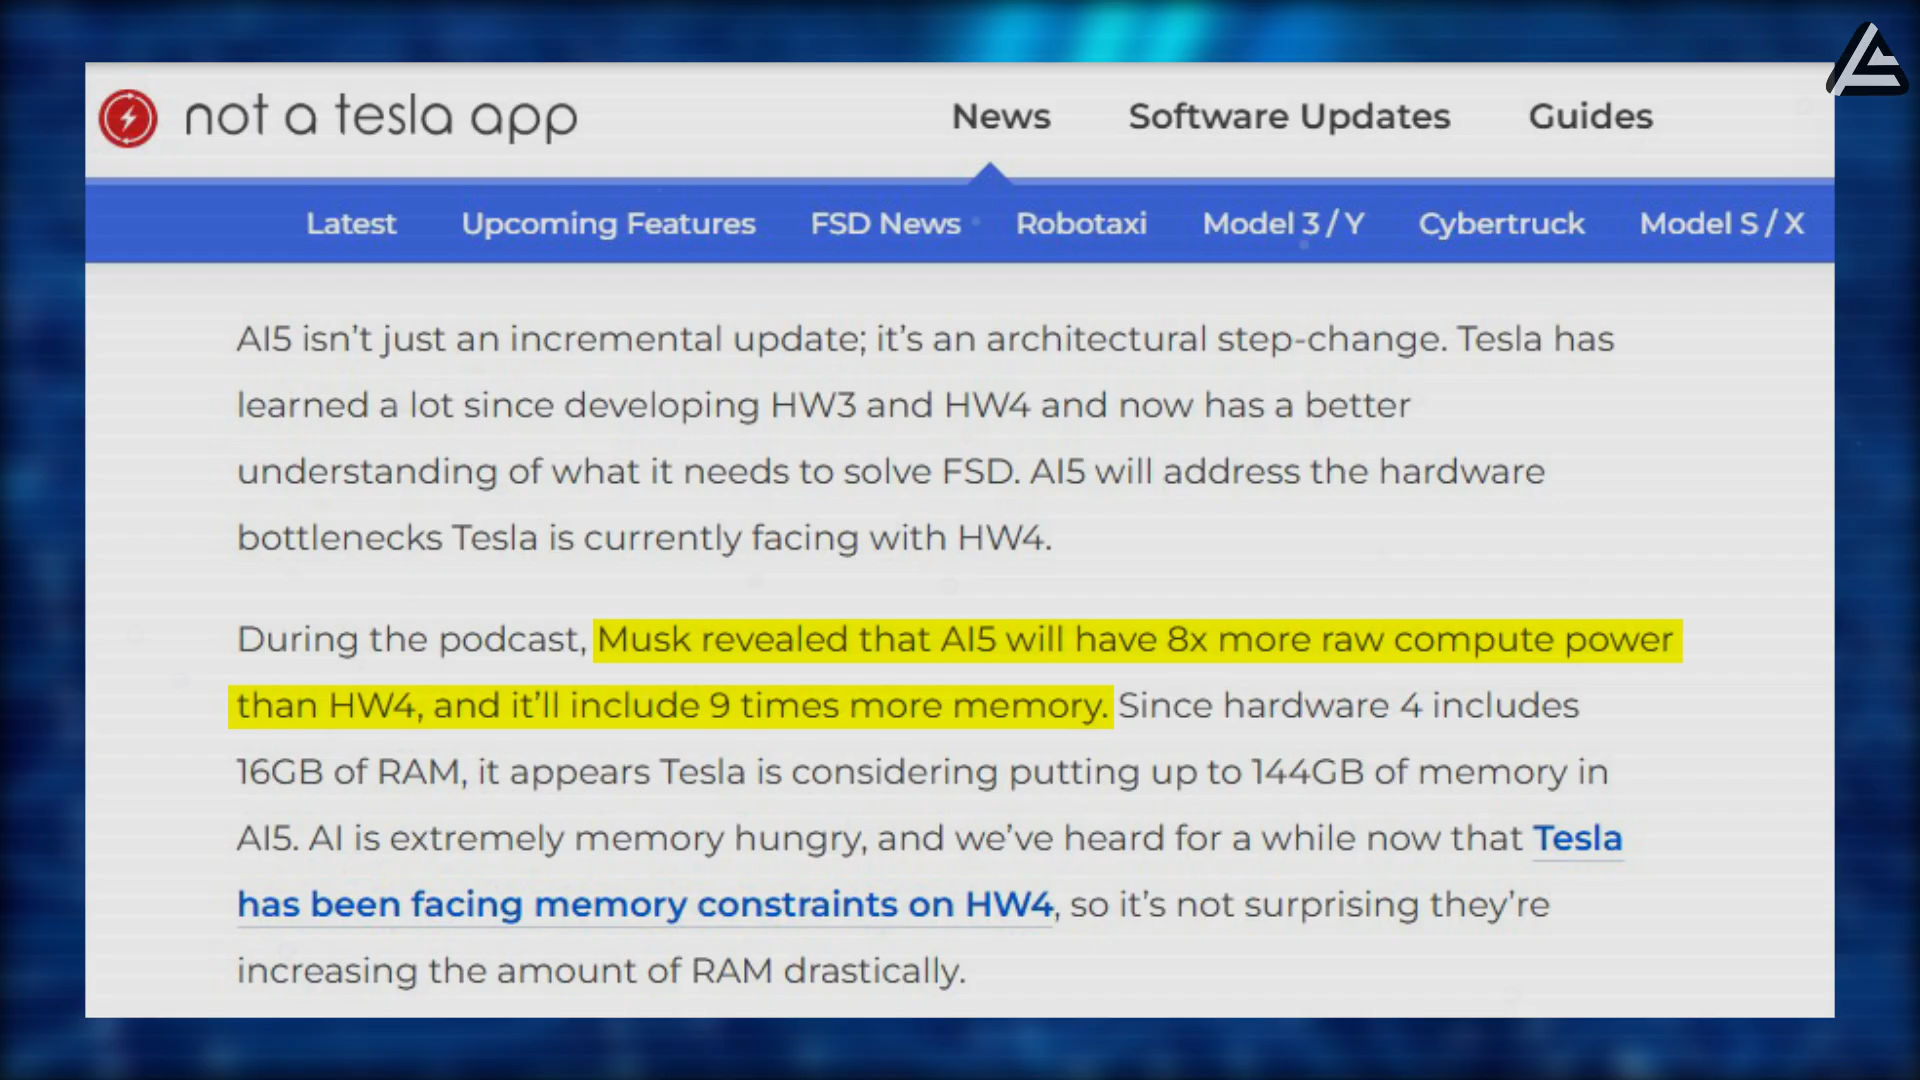 not a tesla app
News Software Updates Guides
Latest Upcoming Features FSD News Robotaxi Model 3 / Y Cybertruck Model S / X
AI5 isn’t just an incremental update; it’s an architectural step-change. Tesla has
learned a lot since developing HW3 and HW4 and now has a better
understanding of what it needs to solve FSD. AI5 will address the hardware
bottlenecks Tesla is currently facing with HW4.
During the podcast, Musk revealed that AI5 will have 8x more raw compute power
than HW4, and it’ll include 9 times more memory. Since hardware 4 includes
16GB of RAM, it appears Tesla is considering putting up to 144GB of memory in
AI5. AI is extremely memory hungry, and we’ve heard for a while now that Tesla
has been facing memory constraints on HW4, so it’s not surprising they’re
increasing the amount of RAM drastically.